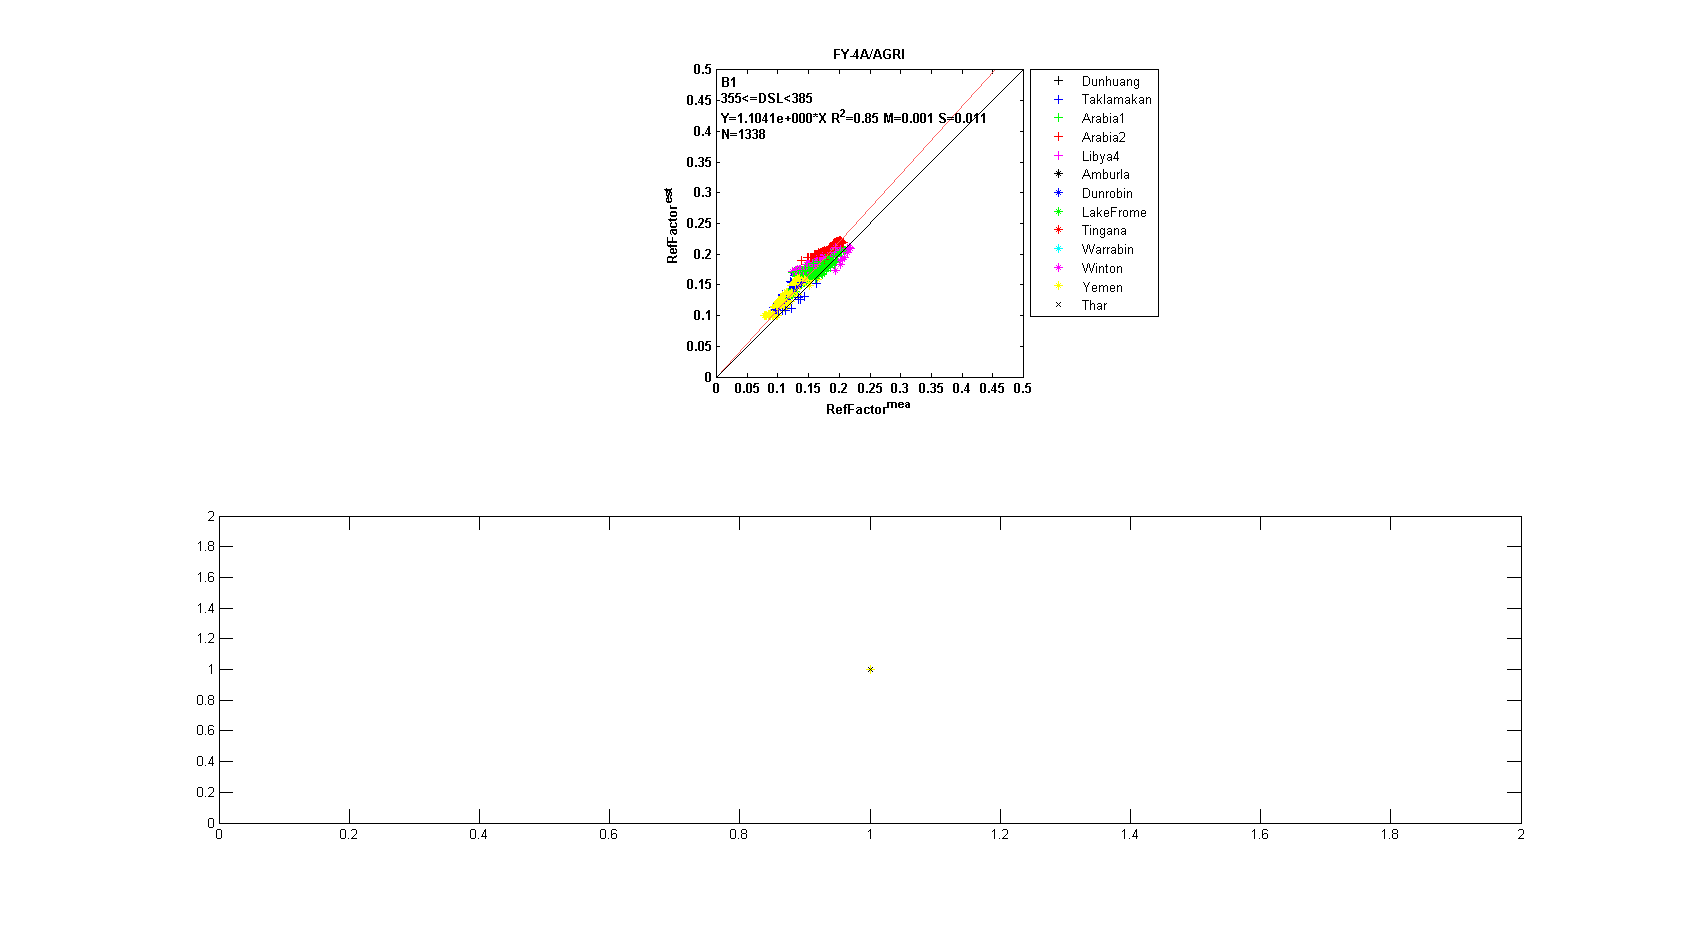 FY-4A/AGRI
B1
355<=DSL<385
Y=1.1041e+000*X R²=0.85 M=0.001 S=0.011
N=1338
0.5
0.45
0.4
0.35
0.3
0.25
0.2
0.15
0.1
0.05
0
RefFactor^est
0 0.05 0.1 0.15 0.2 0.25 0.3 0.35 0.4 0.45 0.5
RefFactor^mea
Dunhuang
Taklamakan
Arabia1
Arabia2
Libya4
Amburla
Dunrobin
LakeFrome
Tingana
Warrabin
Winton
Yemen
Thar
2
1.8
1.6
1.4
1.2
1
0.8
0.6
0.4
0.2
0
0 0.2 0.4 0.6 0.8 1 1.2 1.4 1.6 1.8 2